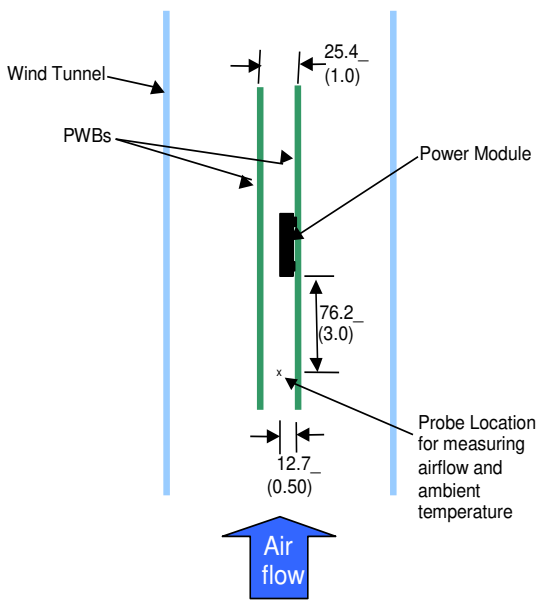 25.4_
(1.0)
Wind Tunnel
PWBs
Power Module
76.2_
(3.0)
x
Probe Location
for measuring
airflow and
ambient
temperature
12.7_
(0.50)
Air
flow